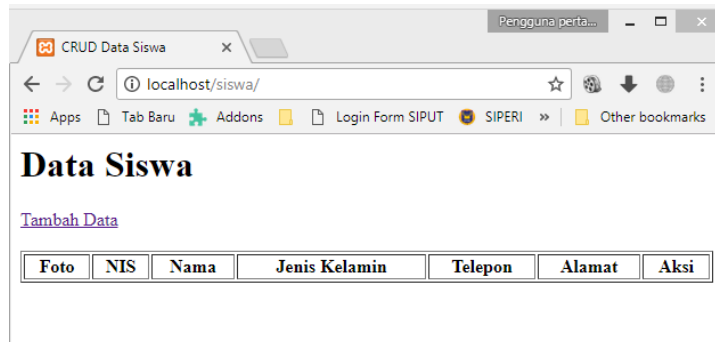 Pengguna perta...
CRUD Data Siswa
localhost/siswa/
Apps Tab Baru Addons Login Form SIPUT SIPERI » Other bookmarks
Data Siswa
Tambah Data
Foto NIS Nama Jenis Kelamin Telepon Alamat Aksi